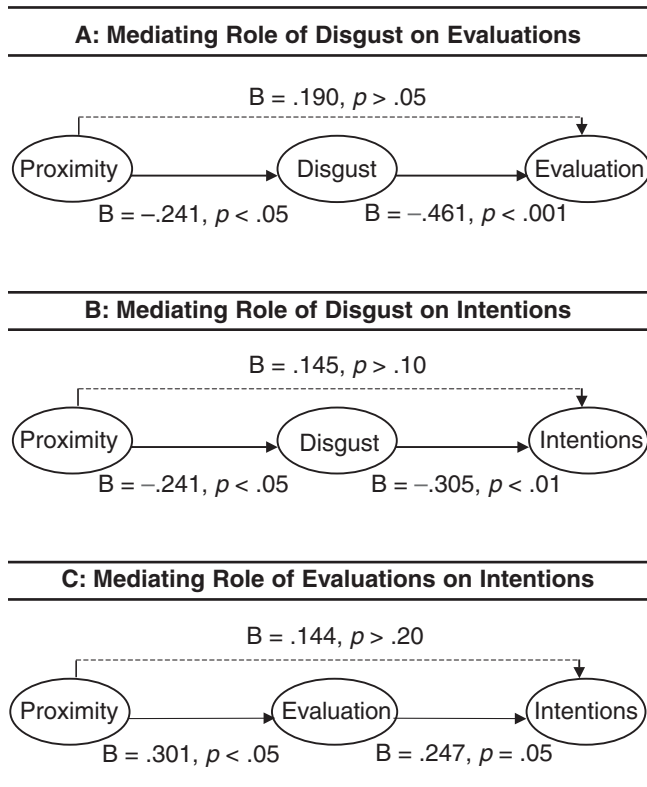 A: Mediating Role of Disgust on Evaluations
B = .190, p > .05
Proximity Disgust Evaluation
B = –.241, p < .05 B = –.461, p < .001
B: Mediating Role of Disgust on Intentions
B = .145, p > .10
Proximity Disgust Intentions
B = –.241, p < .05 B = –.305, p < .01
C: Mediating Role of Evaluations on Intentions
B = .144, p > .20
Proximity Evaluation Intentions
B = .301, p < .05 B = .247, p = .05